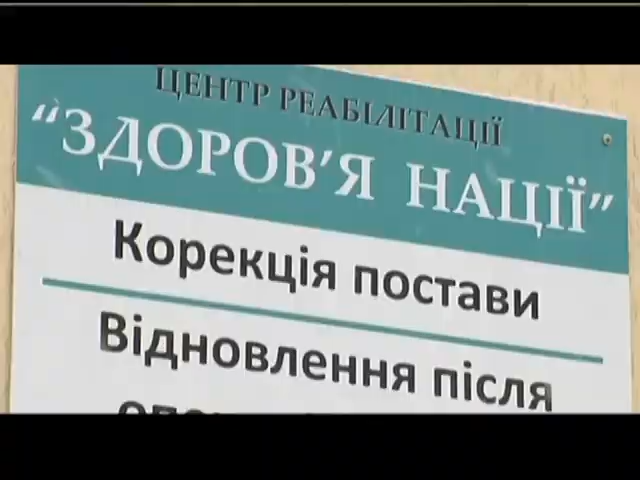 ЦЕНТР РЕАБІЛІТАЦІЇ
“ЗДОРОВ’Я НАЦІЇ”
Корекція постави
Відновлення після